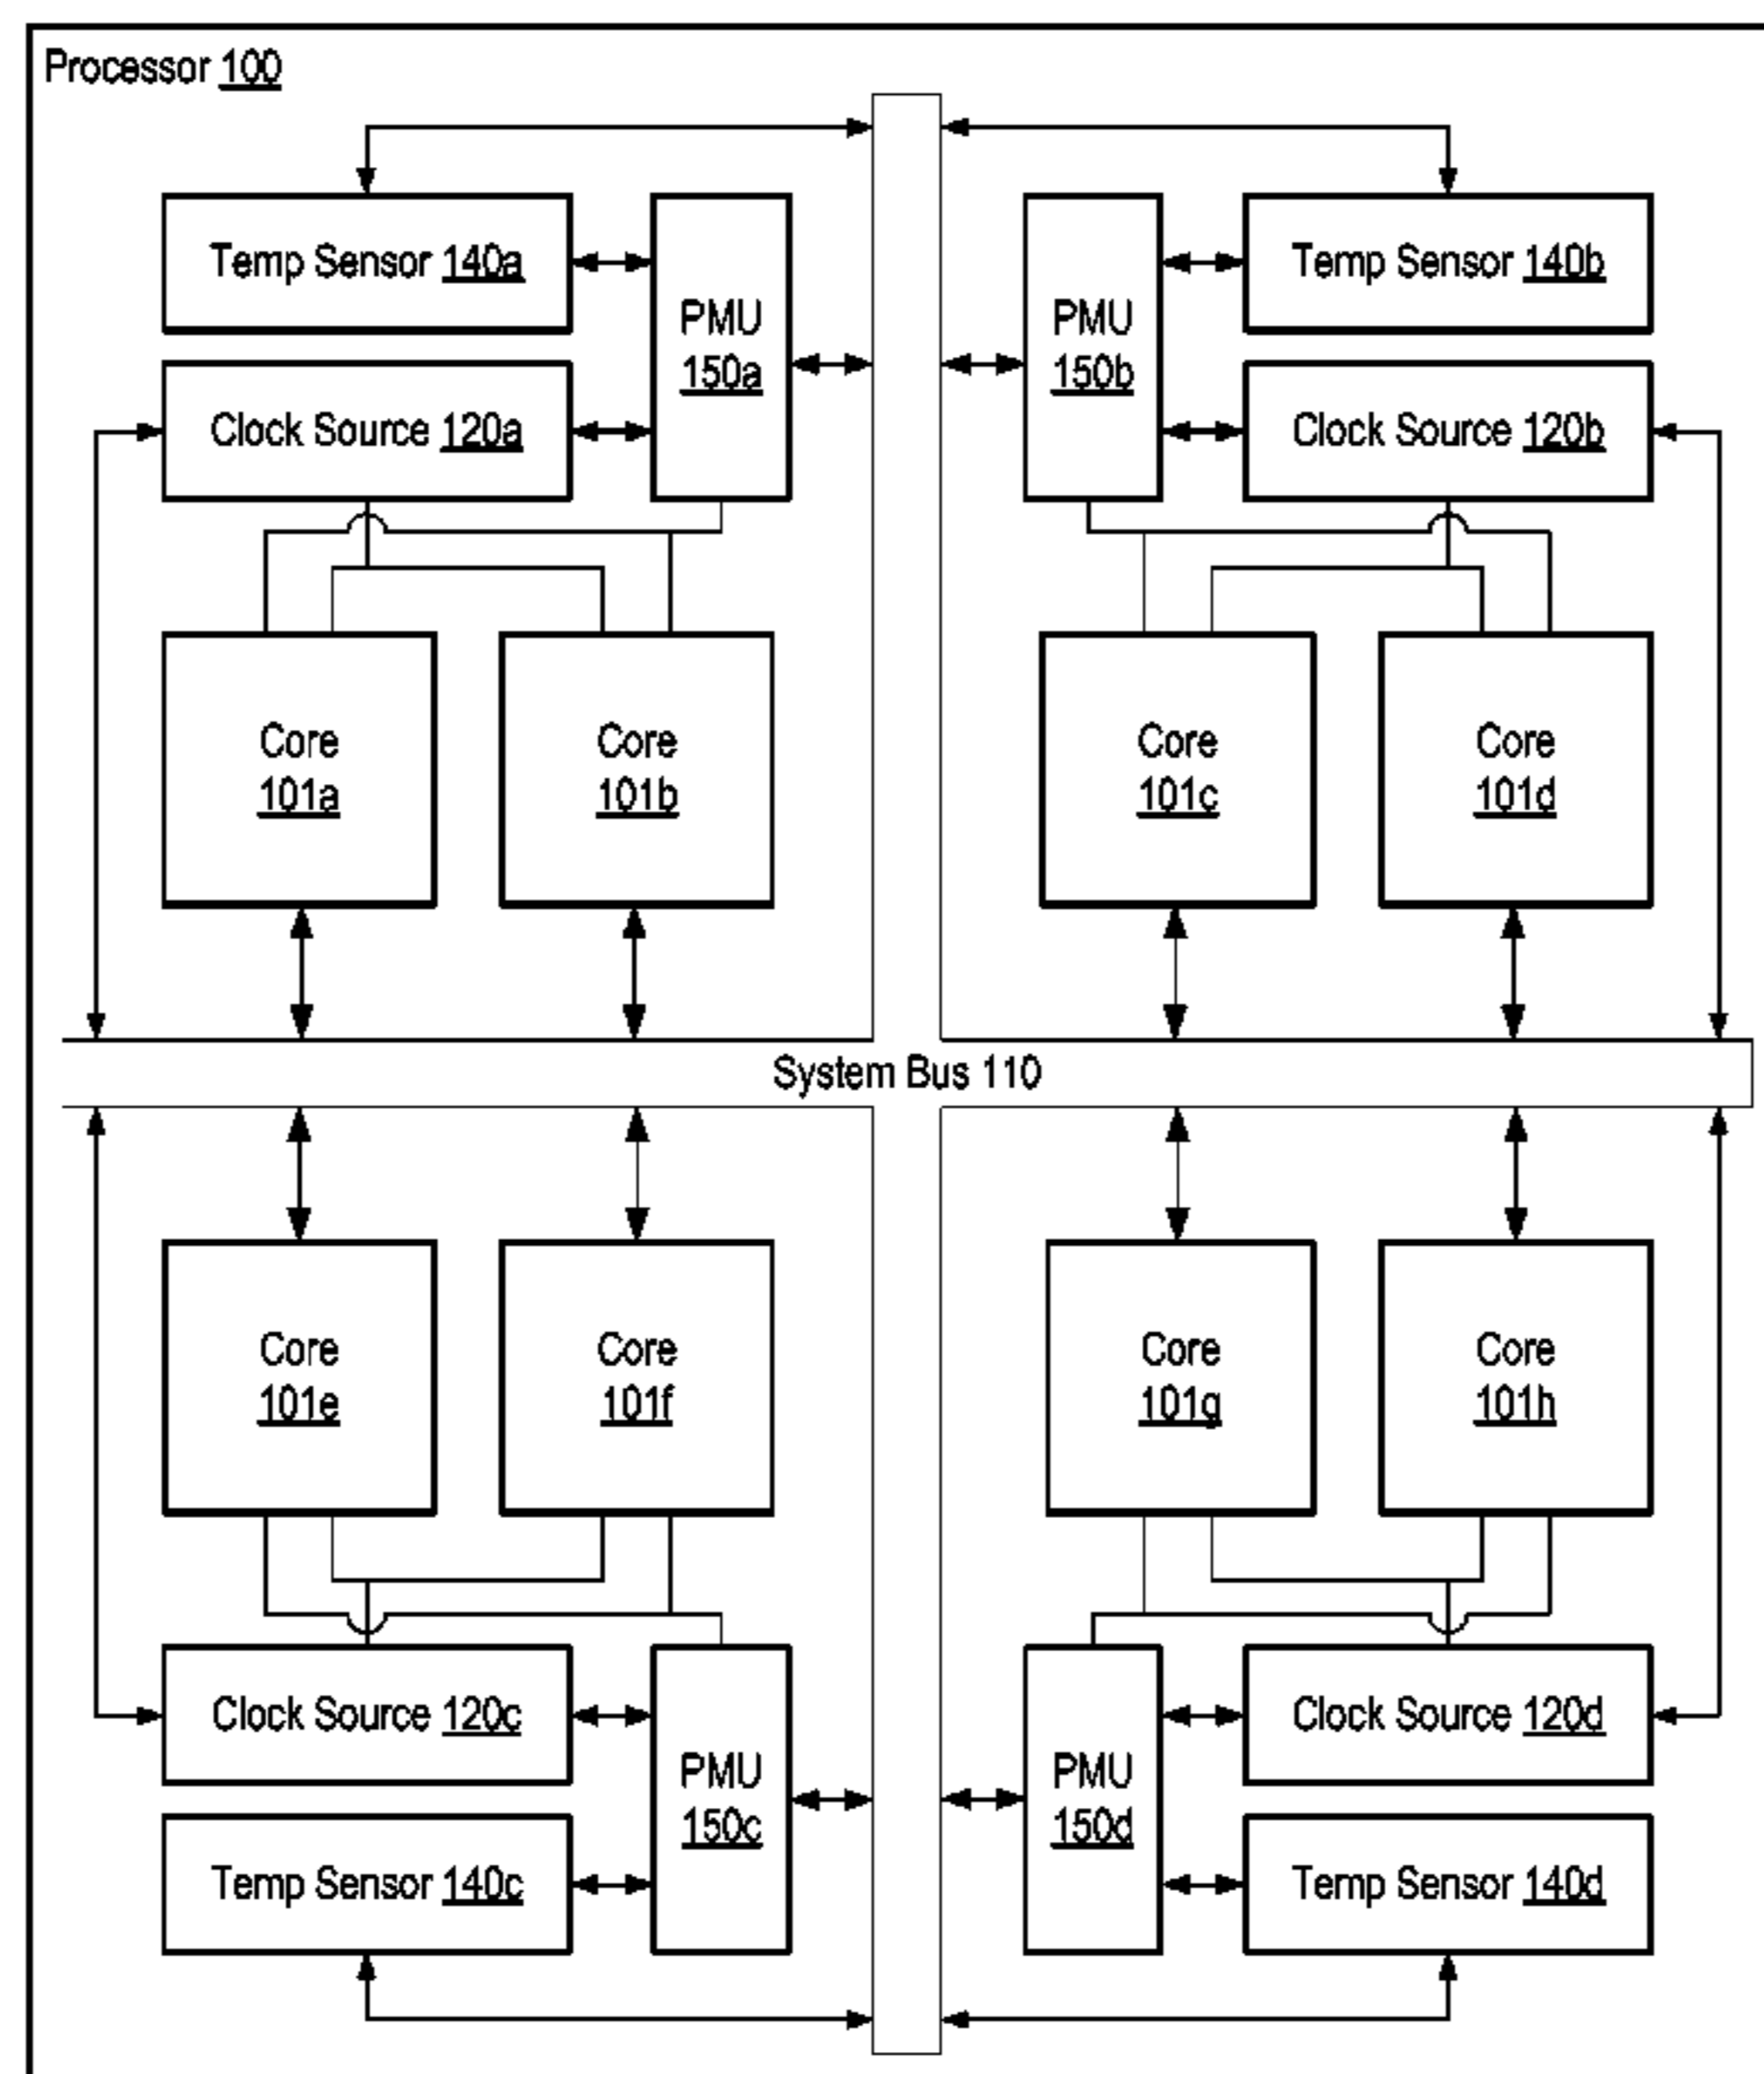 Processor 100
Temp Sensor 140a
PMU
150a
Clock Source 120a
PMU
150b
Temp Sensor 140b
Clock Source 120b
Core
101a
Core
101b
Core
101c
Core
101d
System Bus 110
Core
101e
Core
101f
Core
101g
Core
101h
Clock Source 120c
PMU
150c
Temp Sensor 140c
PMU
150d
Clock Source 120d
Temp Sensor 140d